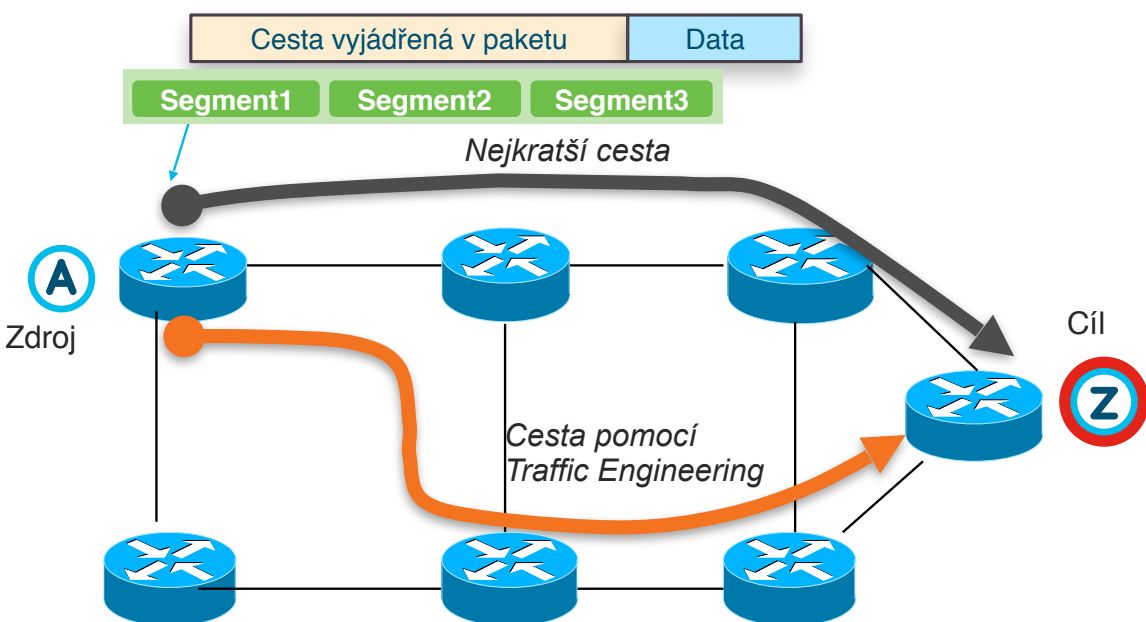 Cesta vyjádřená v paketu Data
Segment1 Segment2 Segment3
Nejkratší cesta
A
Zdroj
Cíl
Z
Cesta pomocí
Traffic Engineering